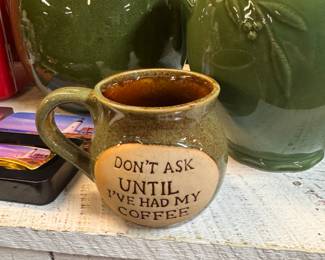 DON'T ASK
UNTIL
I'VE HAD MY
COFFEE